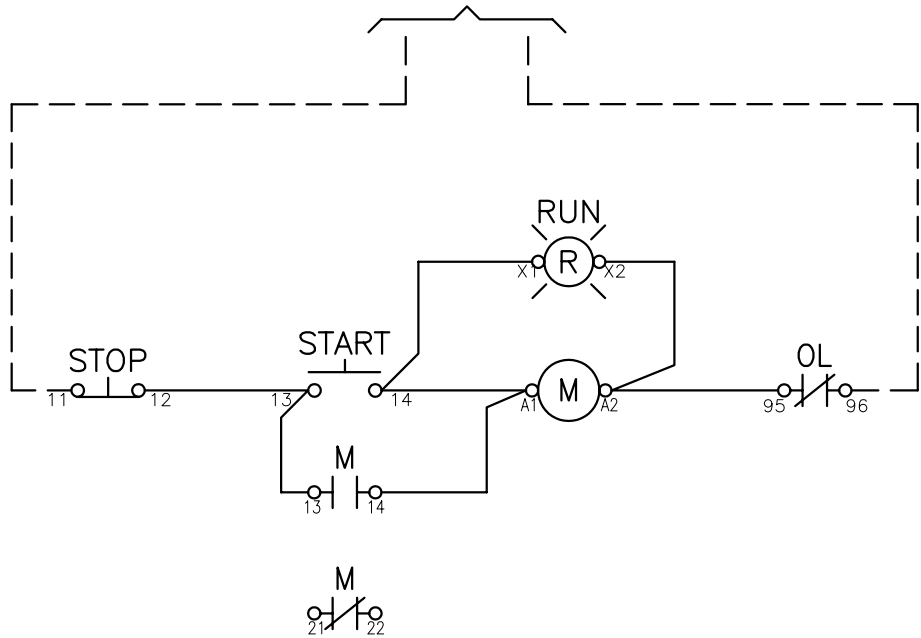 RUN
X1 R X2
STOP START OL
11 12 13 14 A1 M A2 95 96
M
13 14
M
21 22